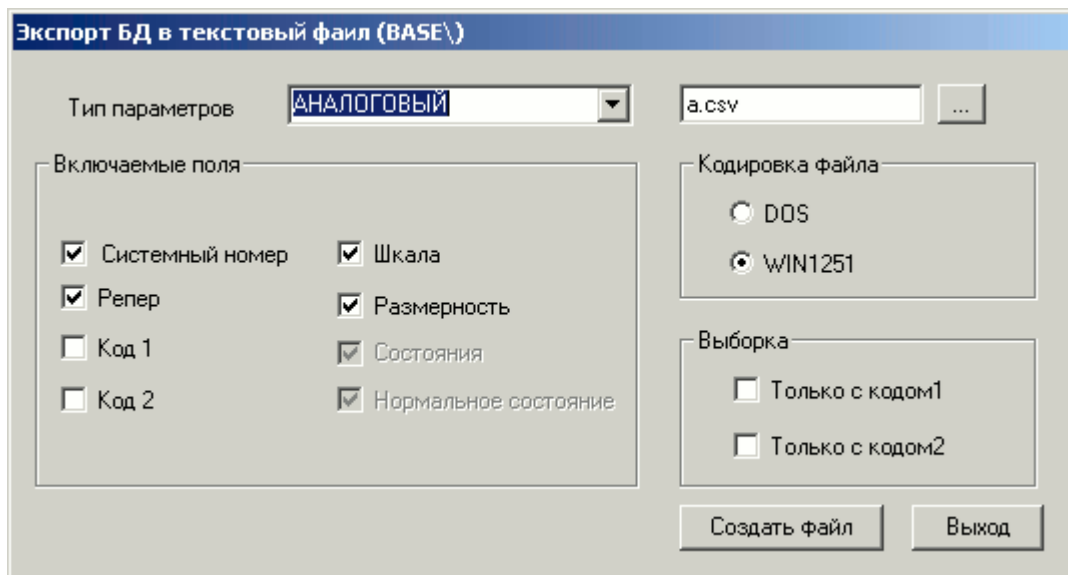 Экспорт БД в текстовый фаил (BASE\)
Тип параметров
АНАЛОГОВЫЙ
a.csv
...
Включаемые поля
Системный номер
Репер
Код 1
Код 2
Шкала
Размерность
Состояния
Нормальное состояние
Кодировка файла
DOS
WIN1251
Выборка
Только с кодом1
Только с кодом2
Создать файл
Выход